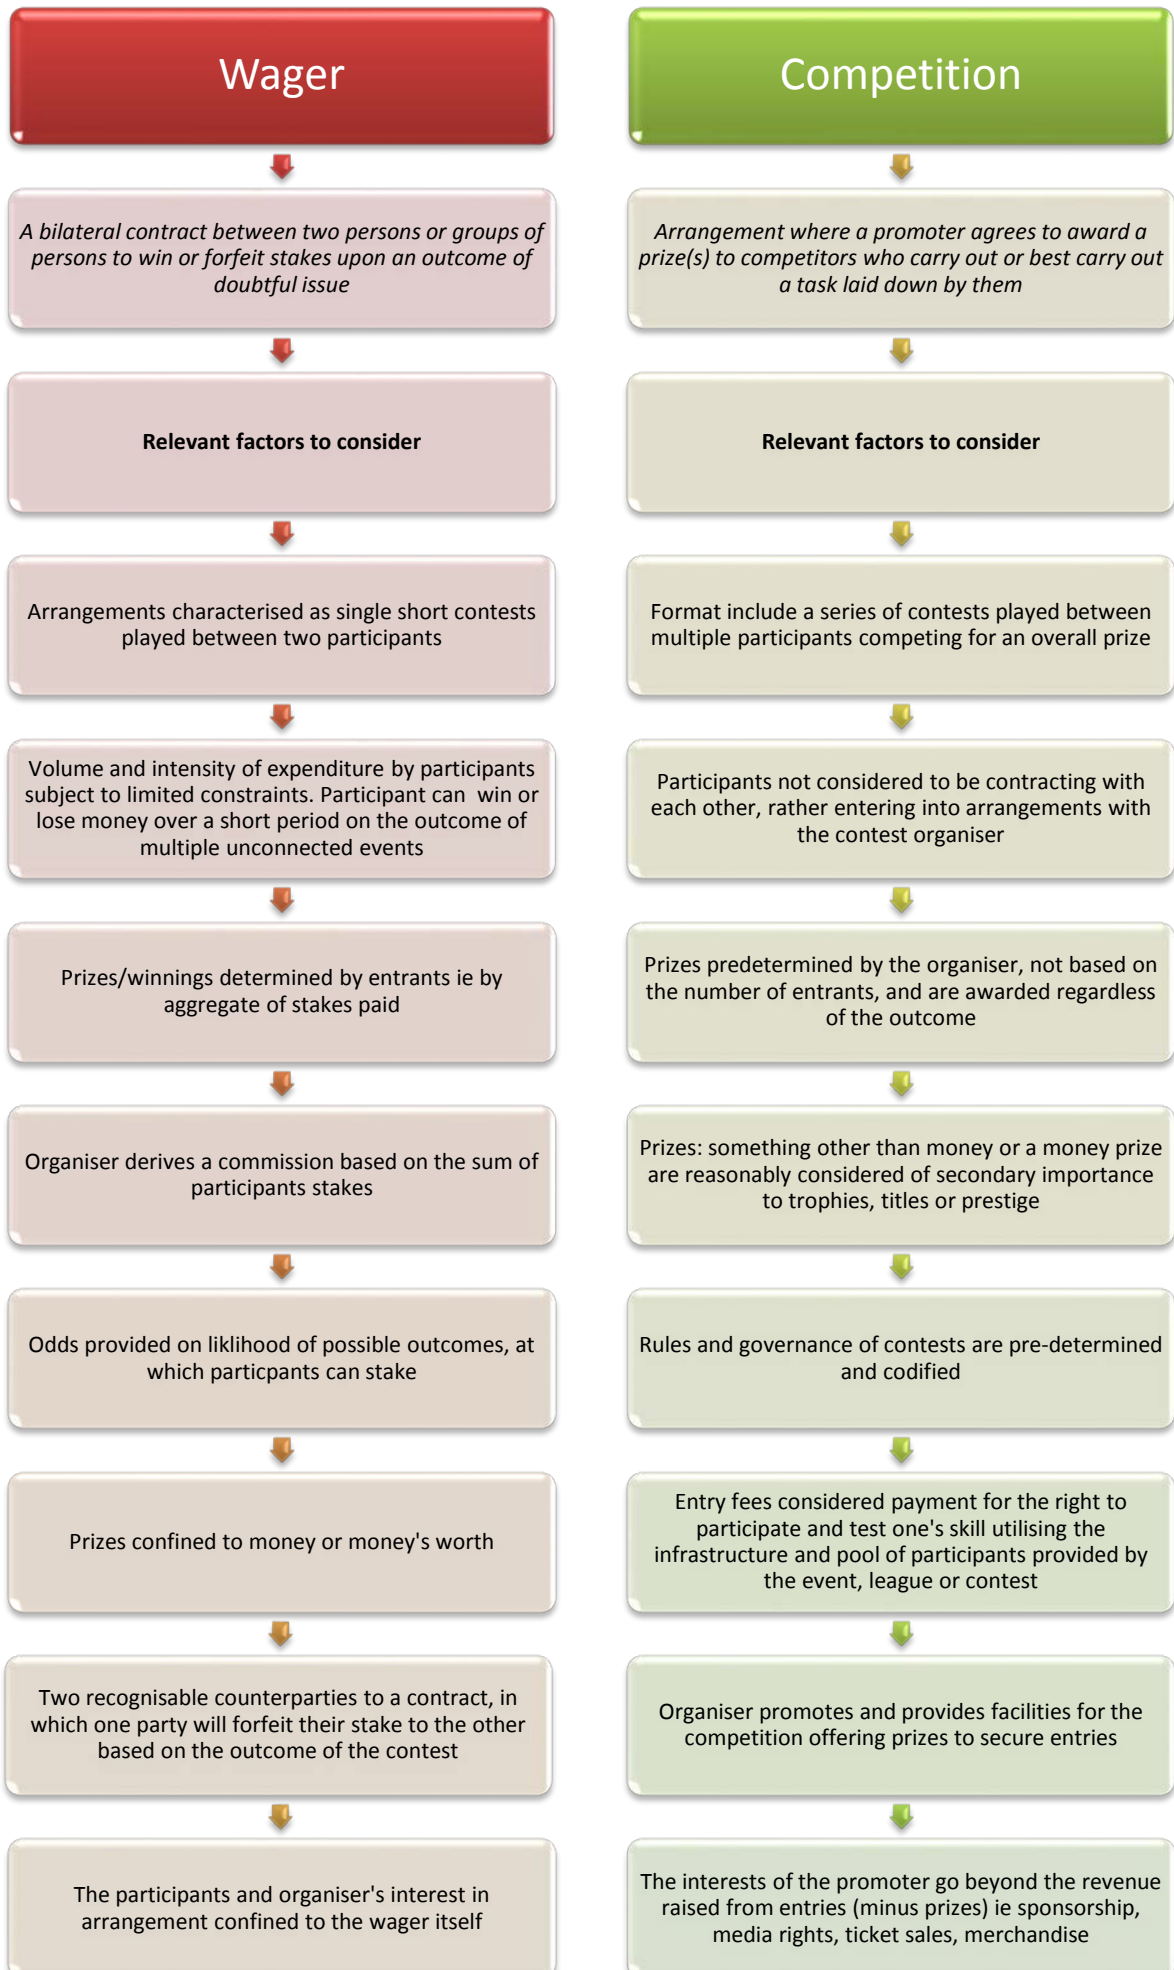 Wager
A bilateral contract between two persons or groups of
persons to win or forfeit stakes upon an outcome of
doubtful issue
Relevant factors to consider
Arrangements characterised as single short contests
played between two participants
Volume and intensity of expenditure by participants
subject to limited constraints. Participant can win or
lose money over a short period on the outcome of
multiple unconnected events
Prizes/winnings determined by entrants ie by
aggregate of stakes paid
Organiser derives a commission based on the sum of
participants stakes
Odds provided on liklihood of possible outcomes, at
which particpants can stake
Prizes confined to money or money's worth
Two recognisable counterparties to a contract, in
which one party will forfeit their stake to the other
based on the outcome of the contest
The participants and organiser's interest in
arrangement confined to the wager itself
Competition
Arrangement where a promoter agrees to award a
prize(s) to competitors who carry out or best carry out
a task laid down by them
Relevant factors to consider
Format include a series of contests played between
multiple participants competing for an overall prize
Participants not considered to be contracting with
each other, rather entering into arrangements with
the contest organiser
Prizes predetermined by the organiser, not based on
the number of entrants, and are awarded regardless
of the outcome
Prizes: something other than money or a money prize
are reasonably considered of secondary importance
to trophies, titles or prestige
Rules and governance of contests are pre-determined
and codified
Entry fees considered payment for the right to
participate and test one's skill utilising the
infrastructure and pool of participants provided by
the event, league or contest
Organiser promotes and provides facilities for the
competition offering prizes to secure entries
The interests of the promoter go beyond the revenue
raised from entries (minus prizes) ie sponsorship,
media rights, ticket sales, merchandise